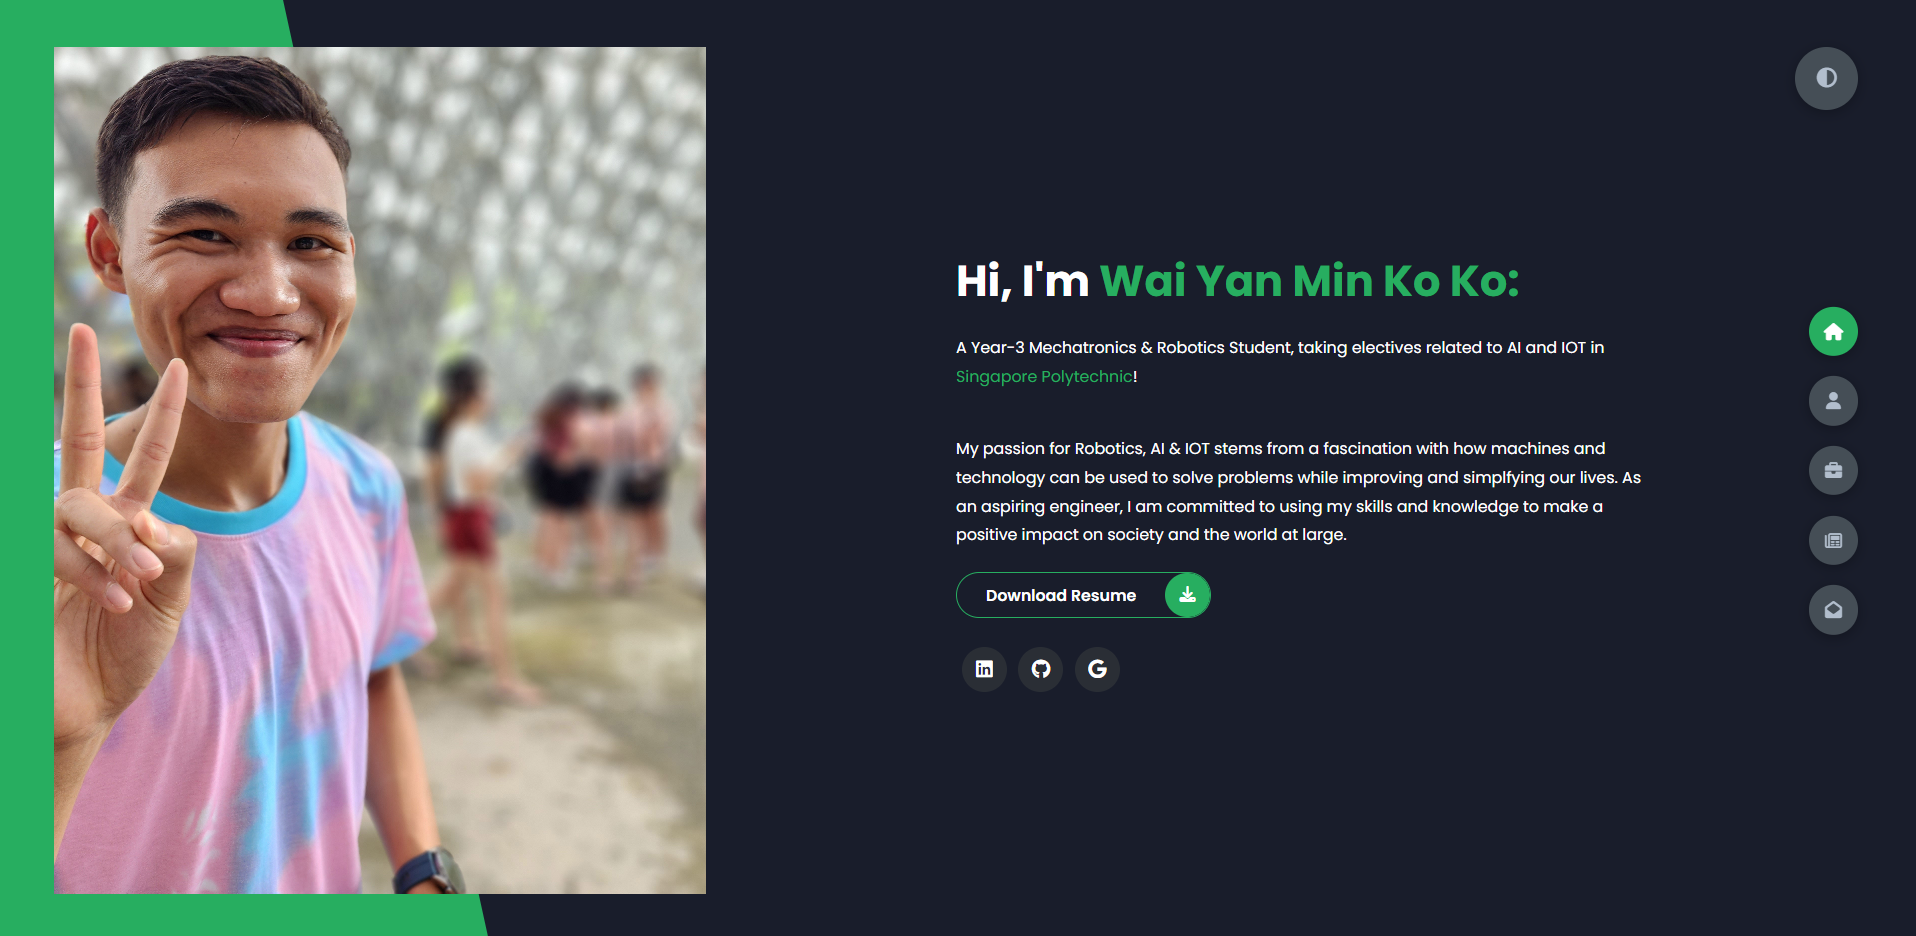 Hi, I'm Wai Yan Min Ko Ko:
A Year-3 Mechatronics & Robotics Student, taking electives related to AI and IOT in
Singapore Polytechnic!
My passion for Robotics, AI & IOT stems from a fascination with how machines and
technology can be used to solve problems while improving and simplfying our lives. As
an aspiring engineer, I am committed to using my skills and knowledge to make a
positive impact on society and the world at large.
Download Resume